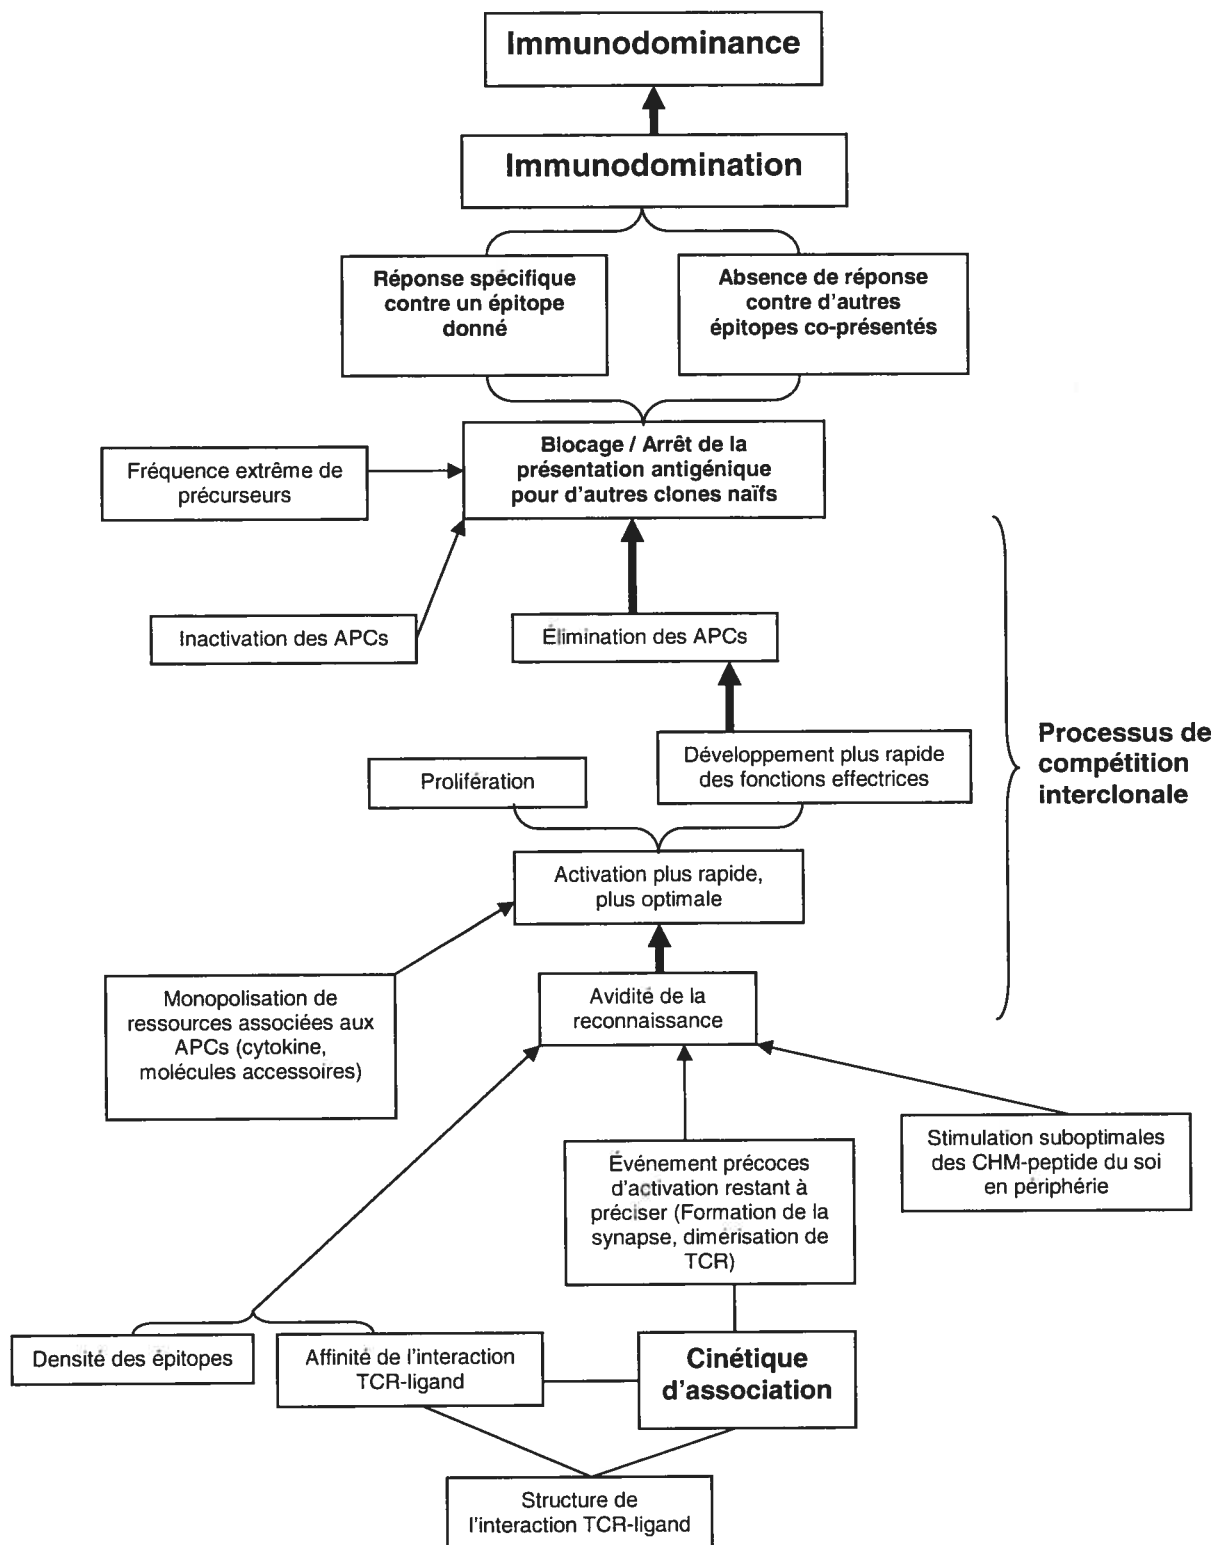 Immunodominance
Immunodomination
Réponse spécifique
contre un épitope
donné
Absence de réponse
contre d'autres
épitopes co-présentés
Blocage / Arrêt de la
présentation antigénique
pour d'autres clones naïfs
Fréquence extrême de
précurseurs
Inactivation des APCs
Élimination des APCs
Processus de
compétition
interclonale
Prolifération
Développement plus rapide
des fonctions effectrices
Activation plus rapide,
plus optimale
Monopolisation de
ressources associées aux
APCs (cytokine,
molécules accessoires)
Avidité de la
reconnaissance
Stimulation suboptimales
des CHM-peptide du soi
en périphérie
Événement précoces
d'activation restant à
préciser (Formation de la
synapse, dimérisation de
TCR)
Densité des épitopes
Affinité de l'interaction
TCR-ligand
Cinétique
d'association
Structure de
l'interaction TCR-ligand